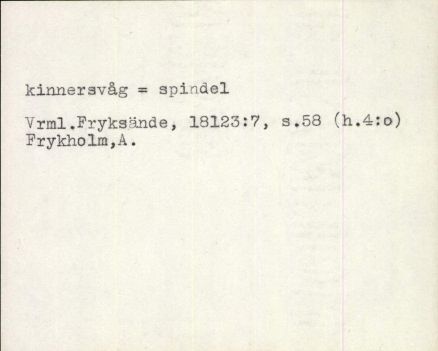 kinnersvåg = spindel
Vrml.Fryksände, 18123:7, s.58 (h.4:o)
Frykholm,A.